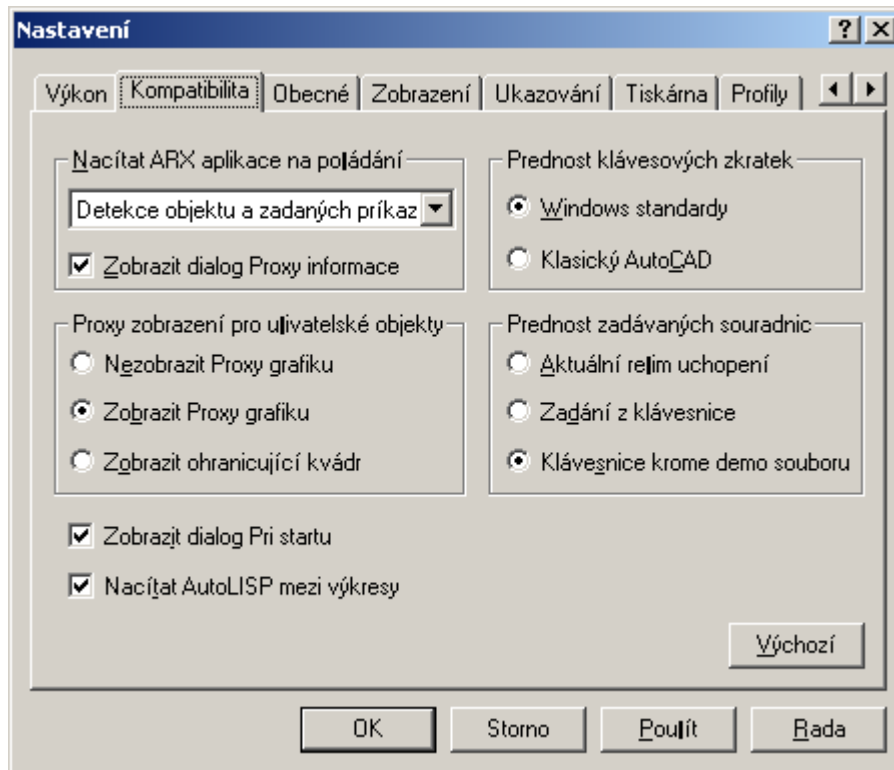 Nastavení
Výkon Kompatibilita Obecné Zobrazení Ukazování Tiskárna Profily
Nacítat ARX aplikace na poládání
Detekce objektu a zadaných príkaz
Zobrazit dialog Proxy informace
Prednost klávesových zkratek
Windows standardy
Klasický AutoCAD
Proxy zobrazení pro ulivatelské objekty
Nezobrazit Proxy grafiku
Zobrazit Proxy grafiku
Zobrazit ohranicující kvádr
Prednost zadávaných souradnic
Aktuální relim uchopení
Zadání z klávesnice
Klávesnice krome demo souboru
Zobrazit dialog Pri startu
Nacítat AutoLISP mezi výkresy
Výchozí
OK Storno Poulít Rada